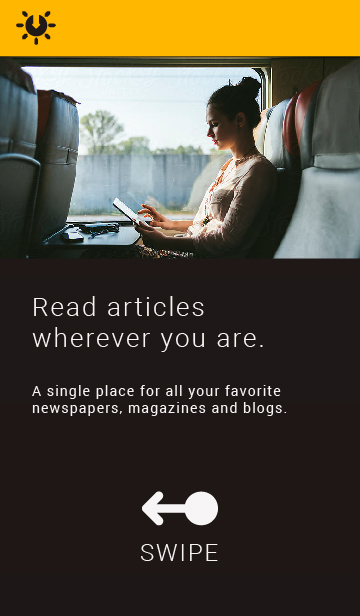 Read articles
wherever you are.
A single place for all your favorite
newspapers, magazines and blogs.
SWIPE